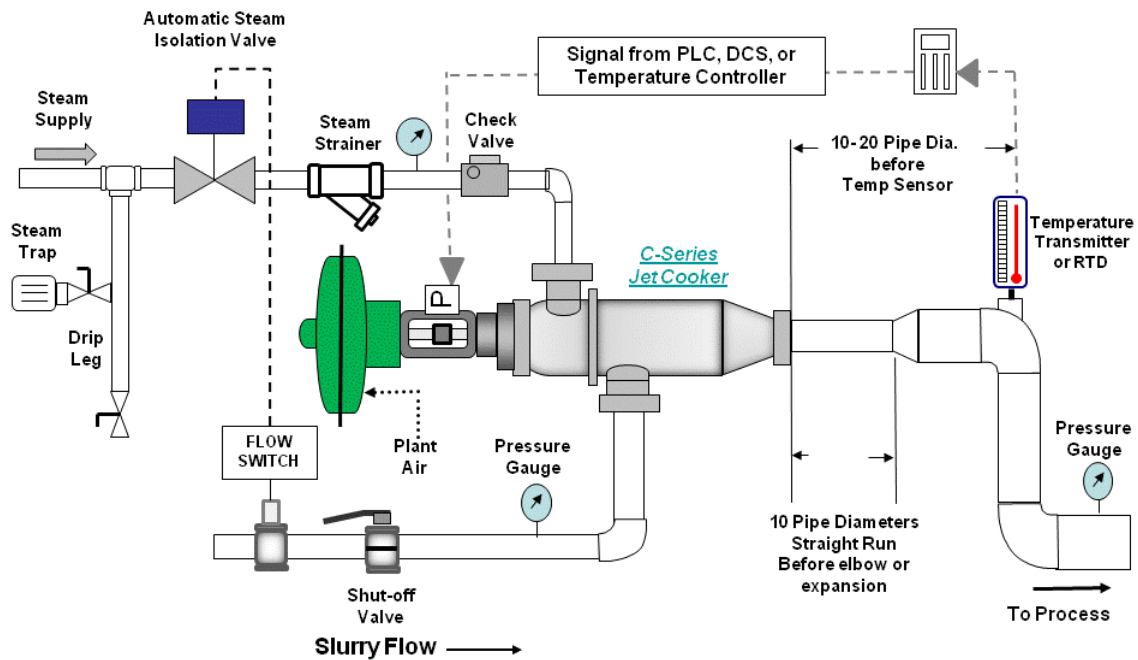 Automatic Steam
Isolation Valve
Signal from PLC, DCS, or
Temperature Controller
Steam
Supply
Steam
Strainer
Check
Valve
10-20 Pipe Dia.
before
Temp Sensor
Steam
Trap
Temperature
Transmitter
or RTD
C-Series
Jet Cooker
P
Drip
Leg
FLOW
SWITCH
Plant
Air
Pressure
Gauge
Pressure
Gauge
10 Pipe Diameters
Straight Run
Before elbow or
expansion
Shut-off
Valve
To Process
Slurry Flow